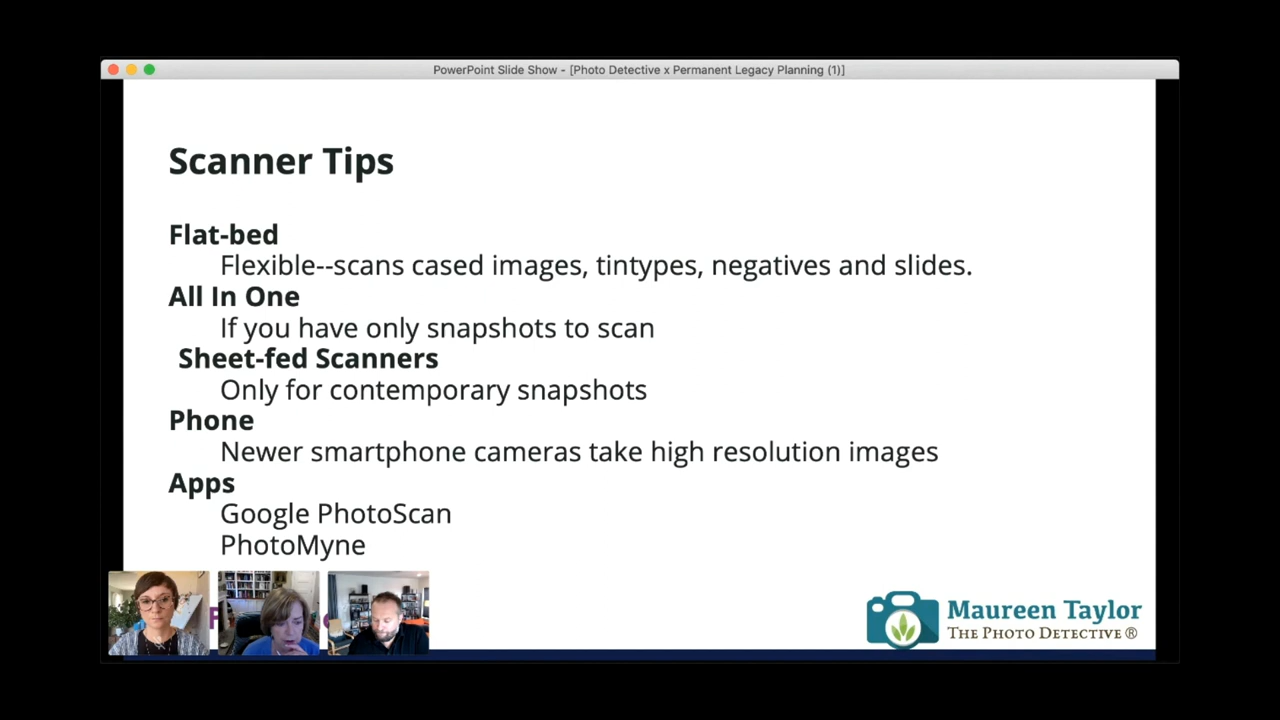 PowerPoint Slide Show - [Photo Detective x Permanent Legacy Planning (1)]
Scanner Tips
Flat-bed
Flexible--scans cased images, tintypes, negatives and slides.
All In One
If you have only snapshots to scan
Sheet-fed Scanners
Only for contemporary snapshots
Phone
Newer smartphone cameras take high resolution images
Apps
Google PhotoScan
PhotoMyne
Maureen Taylor
THE PHOTO DETECTIVE ®